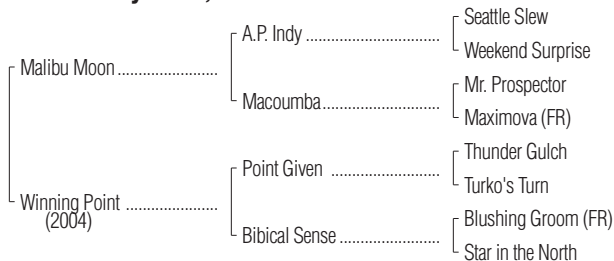 Seattle Slew
A.P. Indy ................................
Weekend Surprise
Malibu Moon ........................
Mr. Prospector
Macoumba............................
Maximova (FR)
Thunder Gulch
Point Given ..........................
Turko's Turn
Winning Point ......................
(2004)
Blushing Groom (FR)
Bibical Sense ........................
Star in the North